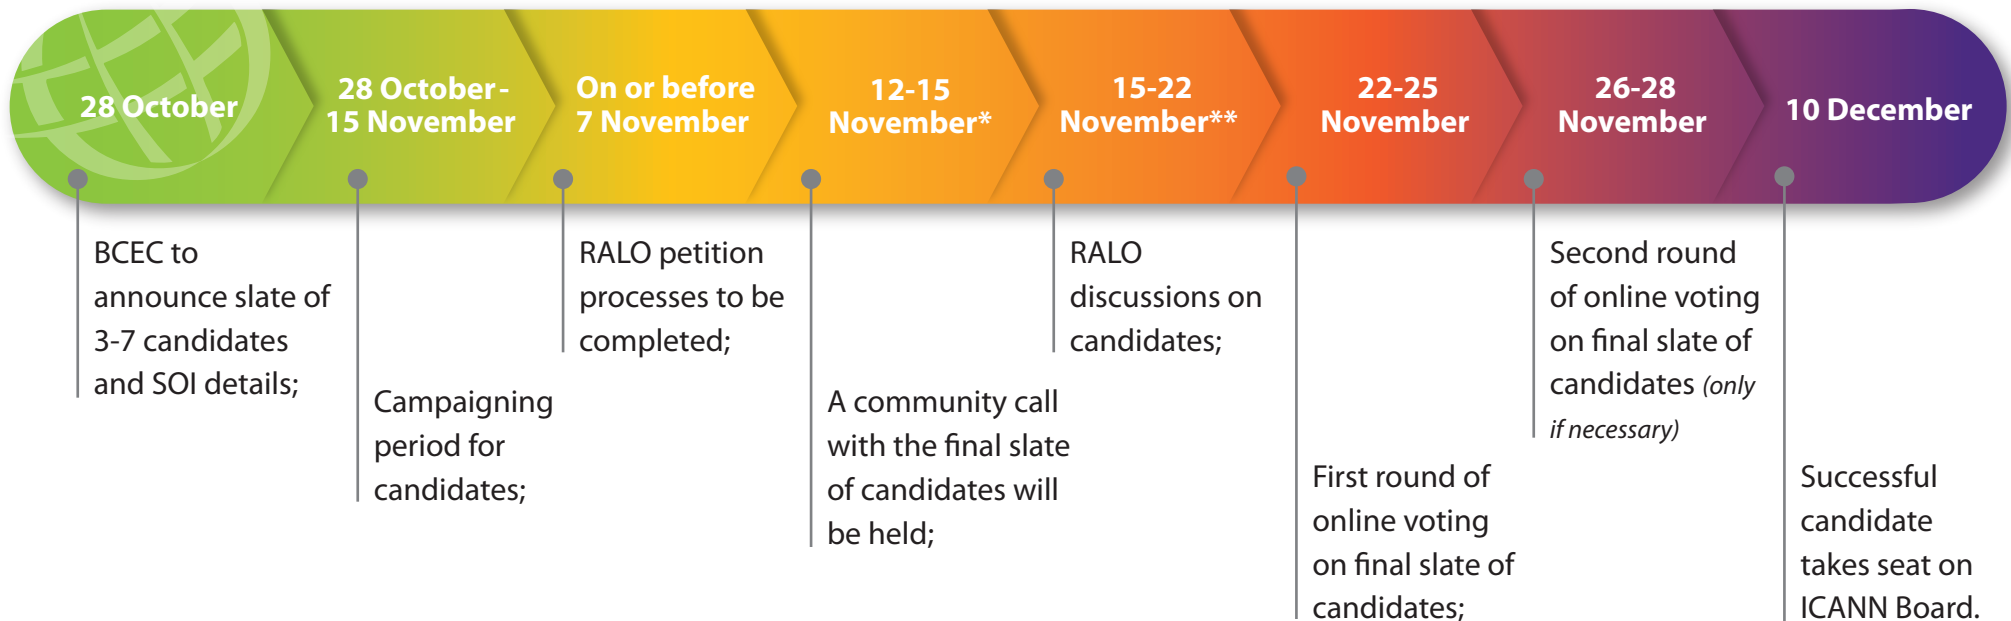 28 October
28 October-
15 November
On or before
7 November
12-15
November*
15-22
November**
22-25
November
26-28
November
10 December
BCEC to
announce slate of
3-7 candidates
and SOI details;
Campaigning
period for
candidates;
RALO petition
processes to be
completed;
A community call
with the final slate
of candidates will
be held;
RALO
discussions on
candidates;
First round of
online voting
on final slate of
candidates;
Second round
of online voting
on final slate of
candidates (only
if necessary)
Successful
candidate
takes seat on
ICANN Board.